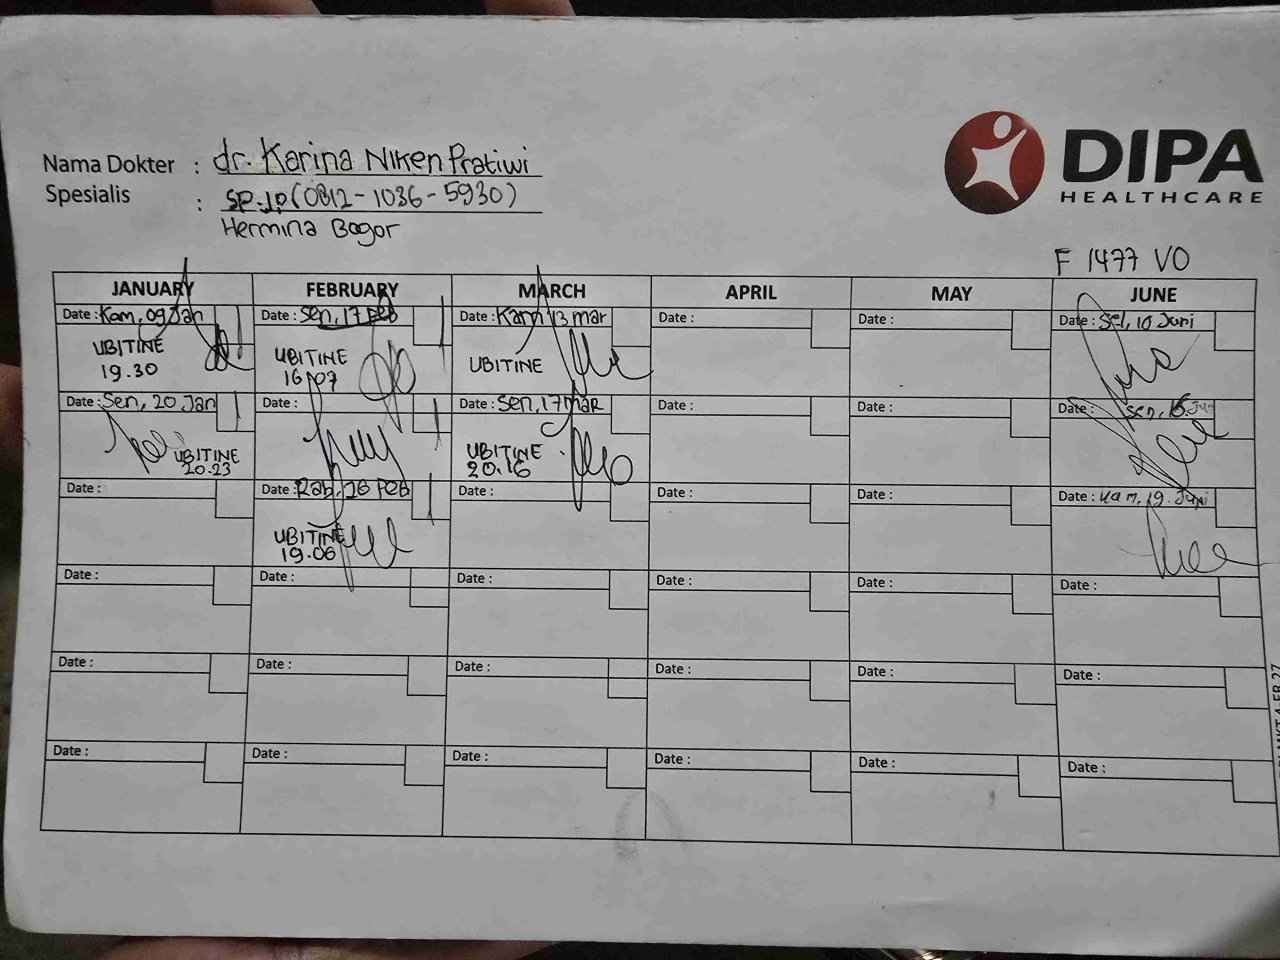 DIPA
HEALTHCARE
Nama Dokter : dr. Karina Niken Pratiwi
Spesialis : SP.JP (0812-1036-5930)
Hermina Bogor
F 1477 VO
JANUARY FEBRUARY MARCH APRIL MAY JUNE
Date : Kam, 09 Jan Date : Sen, 17 Feb Date : Kam 13 mar Date : Date : Date : Sel, 10 Juni
UBITINE UBITINE UBITINE
19.30 16.07
Date : Sen, 20 Jan Date : Date : Sen, 17 mar Date : Date : Date : Sen, 16 Jun
UBITINE UBITINE
20.23 20.16
Date : Date : Rab, 26 Feb Date : Date : Date : Date : Kam, 19. Juni
UBITINE
19.06
Date : Date : Date : Date : Date : Date :
Date : Date : Date : Date : Date : Date :
Date : Date : Date : Date : Date : Date :